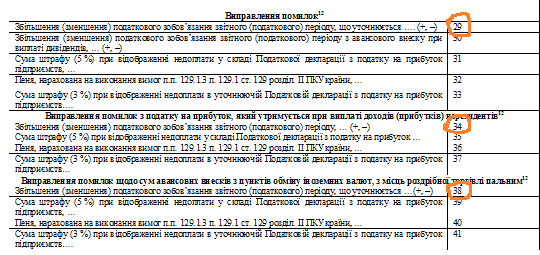 Виправлення помилок12
Збільшення (зменшення) податкового зобов’язання звітного (податкового) періоду, що уточнюється …. (+, –) 29
Збільшення (зменшення) податкового зобов’язання звітного (податкового) періоду з авансового внеску при 30
виплаті дивідендів, … (+, –)
Сума штрафу (5 %) при відображенні недоплати у складі Податкової декларації з податку на прибуток 31
підприємств, …
Пеня, нарахована на виконання вимог п.п. 129.1.3 п. 129.1 ст. 129 розділ. II ПКУ країни, … 32
Сума штрафу (3 %) при відображенні недоплати в уточнюючій Податковій декларації з податку на прибуток 33
підприємств….
Виправлення помилок з податку на прибуток, який утримується при виплаті доходів (прибутків) нерезидентів12
Збільшення (зменшення) податкового зобов’язання звітного (податкового) періоду, … (+, –) 34
Сума штрафу (5 %) при відображенні недоплати у складі Податкової декларації з податку на прибуток … 35
Пеня, нарахована на виконання вимог п.п. 129.1.3 п. 129.1 ст. 129 розділ. II ПКУ країни, … 36
Сума штрафу (3 %) при відображенні недоплати в уточнюючій Податковій декларації з податку на прибуток 37
підприємств, …
Виправлення помилок щодо сум авансових внесків з пунктів обміну іноземних валют, з місць роздрібної торгівлі пальним12
Збільшення (зменшення) податкового зобов’язання звітного (податкового) періоду, що уточнюється …(+, –) 38
Сума штрафу (5 %) при відображенні недоплати у складі Податкової декларації з податку на прибуток 39
підприємств, …
Пеня, нарахована на виконання вимог п.п. 129.1.3 п. 129.1 ст. 129 розділ. II ПКУ країни, … 40
Сума штрафу (3 %) при відображенні недоплати в уточнюючій Податковій декларації з податку на прибуток 41
підприємств….